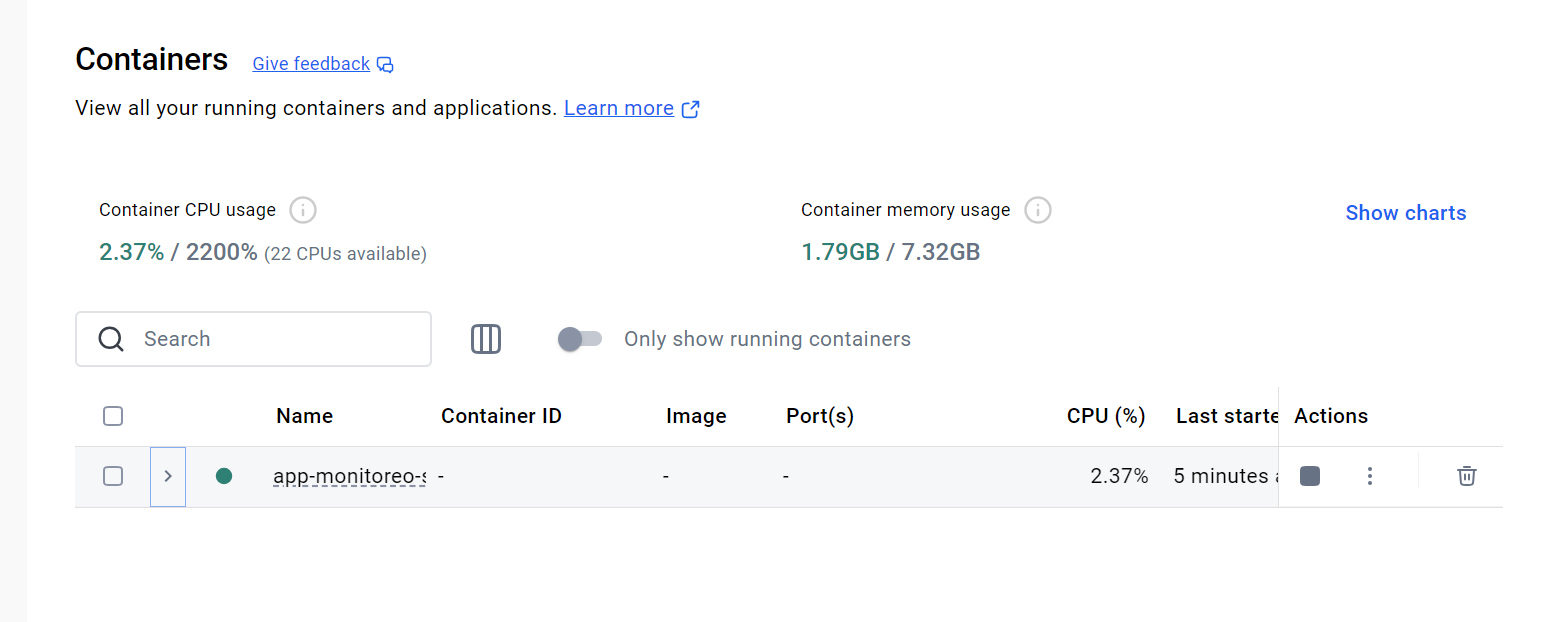 Containers Give feedback
View all your running containers and applications. Learn more
Container CPU usage Container memory usage Show charts
2.37% / 2200% (22 CPUs available) 1.79GB / 7.32GB
Search Only show running containers
Name Container ID Image Port(s) CPU (%) Last starte Actions
app-monitoreo-s - - - 2.37% 5 minutes a